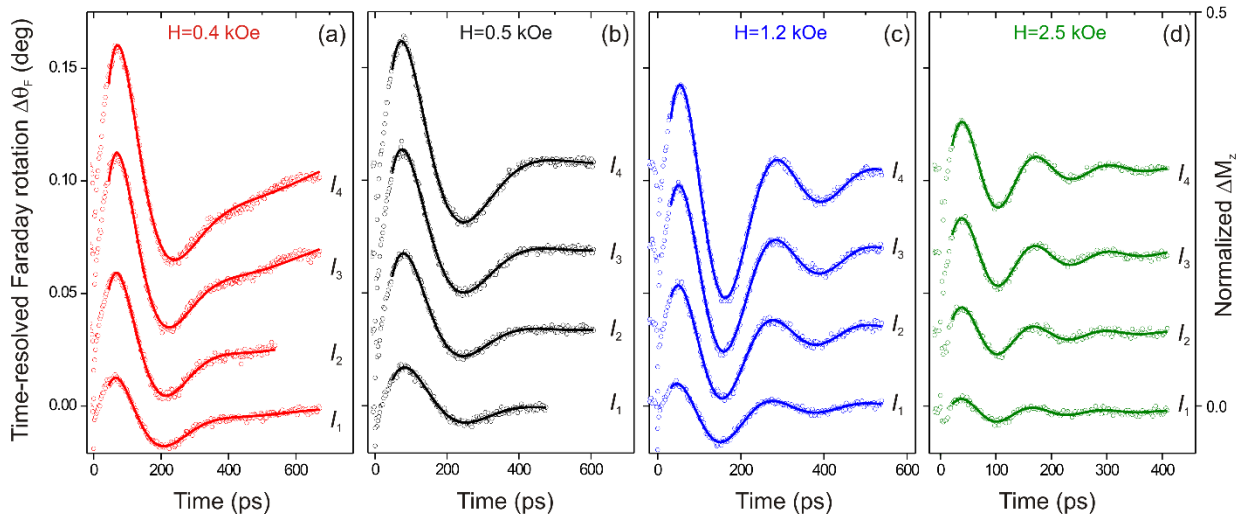 H=0.4 kOe (a)
H=0.5 kOe (b)
H=1.2 kOe (c)
H=2.5 kOe (d)
Time-resolved Faraday rotation Δθ_F (deg)
0.15
0.10
0.05
0.00
I_4
I_3
I_2
I_1
I_4
I_3
I_2
I_1
I_4
I_3
I_2
I_1
I_4
I_3
I_2
I_1
0.5
0.0
Normalized ΔM_z
0 200 400 600
0 200 400 600
0 200 400 600
0 100 200 300 400
Time (ps)
Time (ps)
Time (ps)
Time (ps)